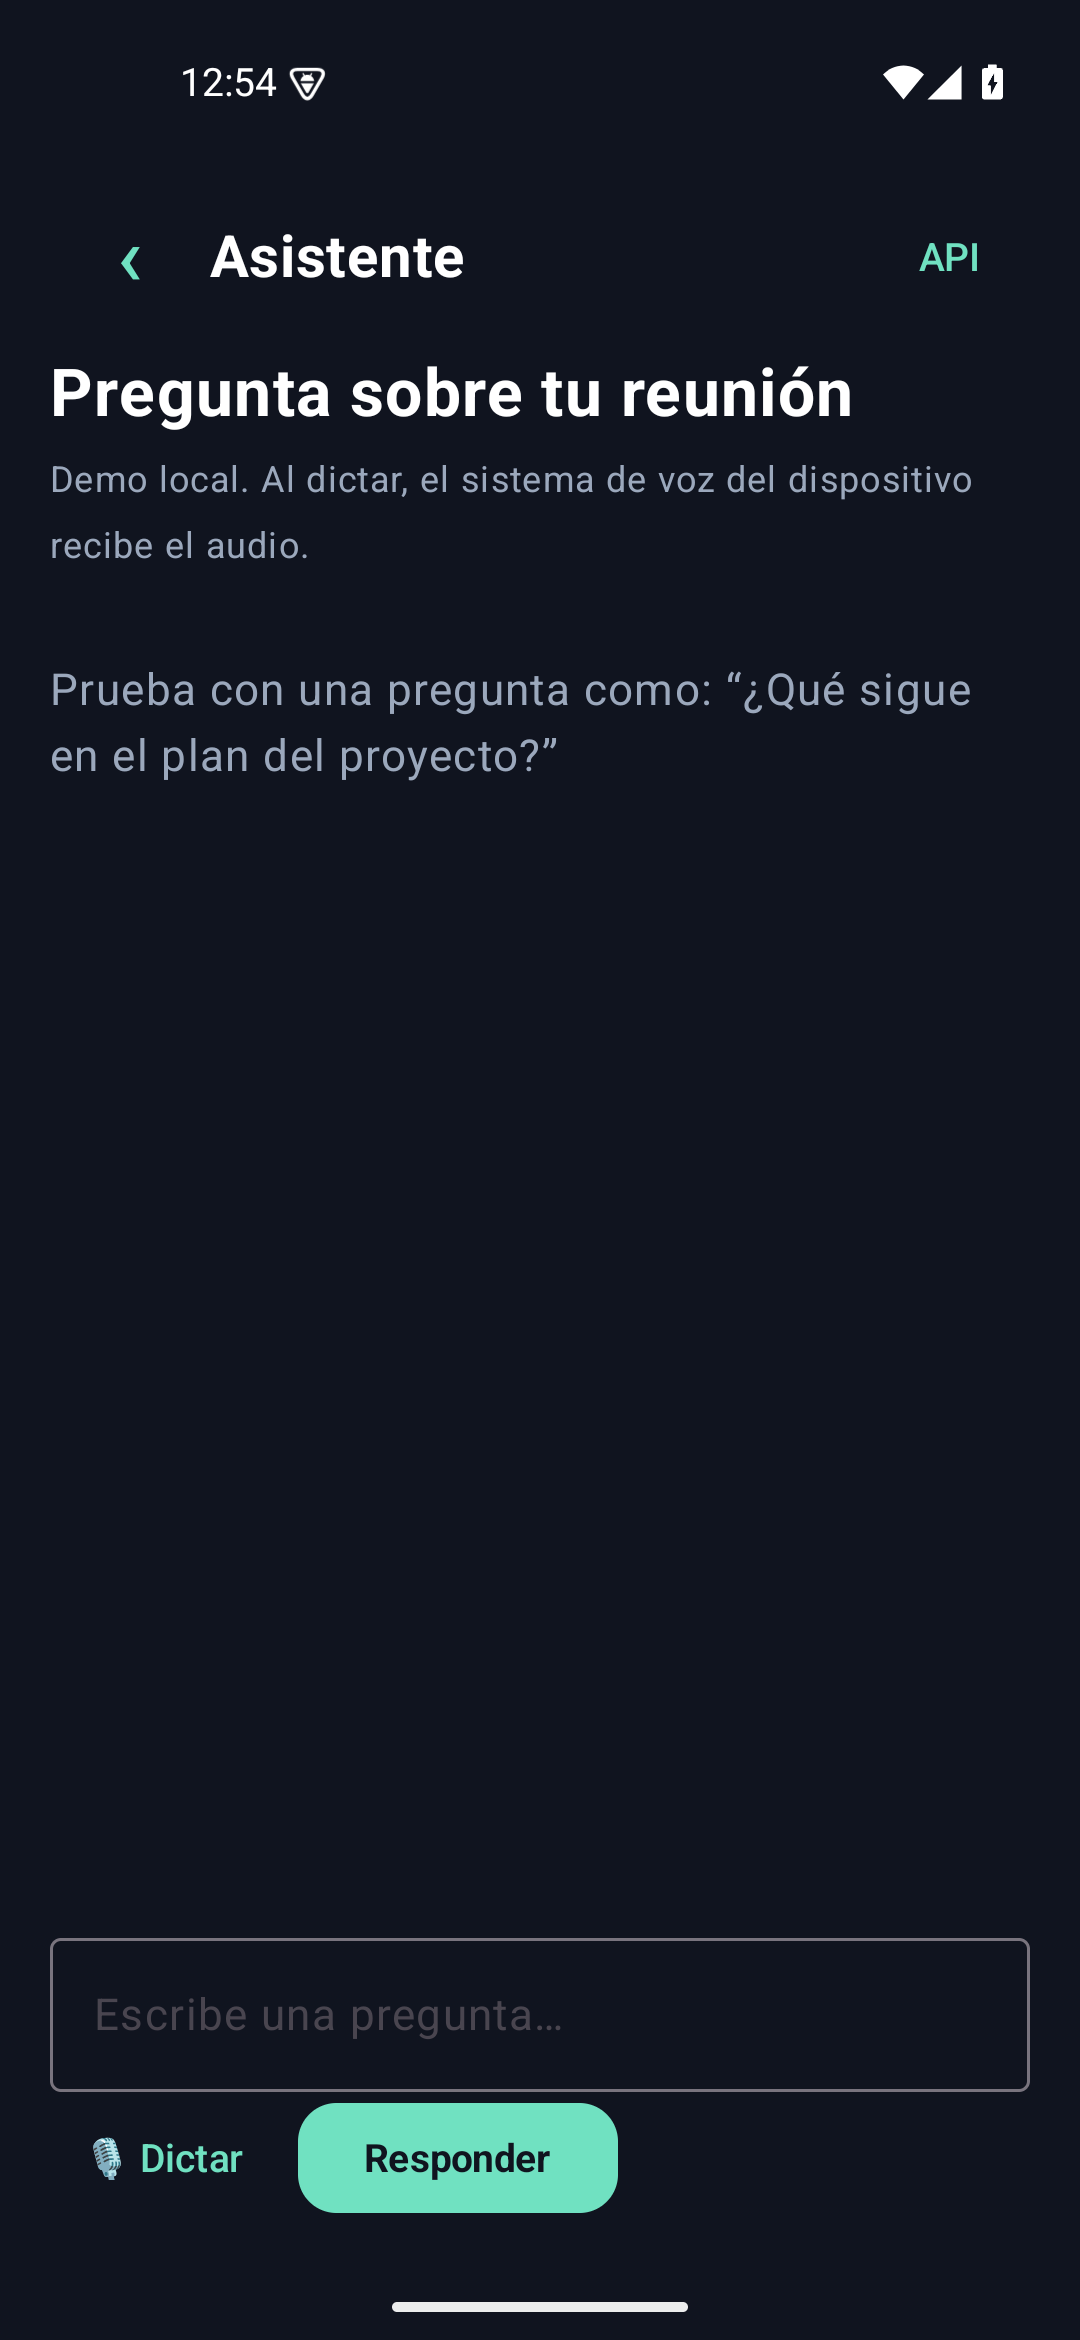 12:54
‹ Asistente API
Pregunta sobre tu reunión
Demo local. Al dictar, el sistema de voz del dispositivo
recibe el audio.
Prueba con una pregunta como: “¿Qué sigue
en el plan del proyecto?”
Escribe una pregunta…
🎙️ Dictar Responder